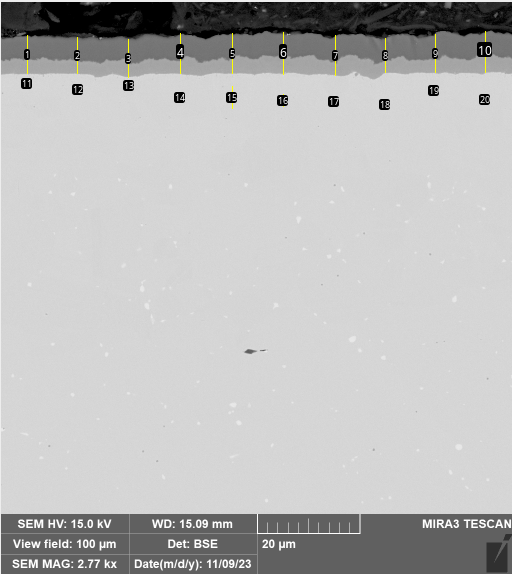 1 2 3 4 5 6 7 8 9 10
11 12 13 14 15 16 17 18 19 20
SEM HV: 15.0 kV WD: 15.09 mm MIRA3 TESCAN
View field: 100 µm Det: BSE 20 µm
SEM MAG: 2.77 kx Date(m/d/y): 11/09/23